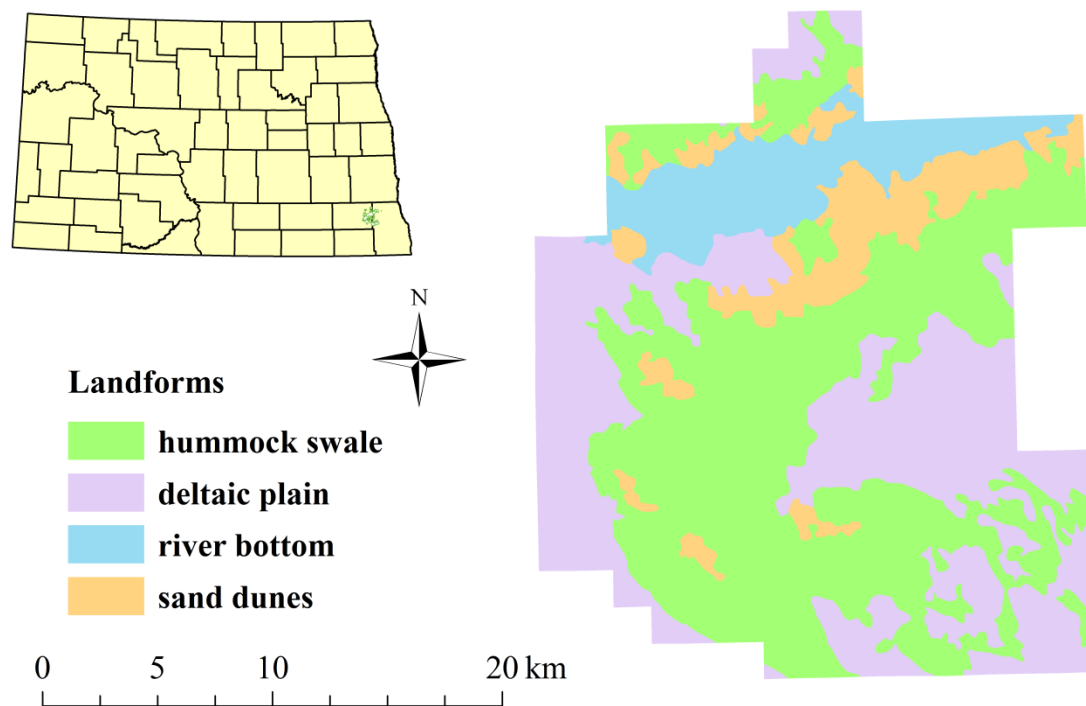 N
Landforms
hummock swale
deltaic plain
river bottom
sand dunes
0 5 10 20 km